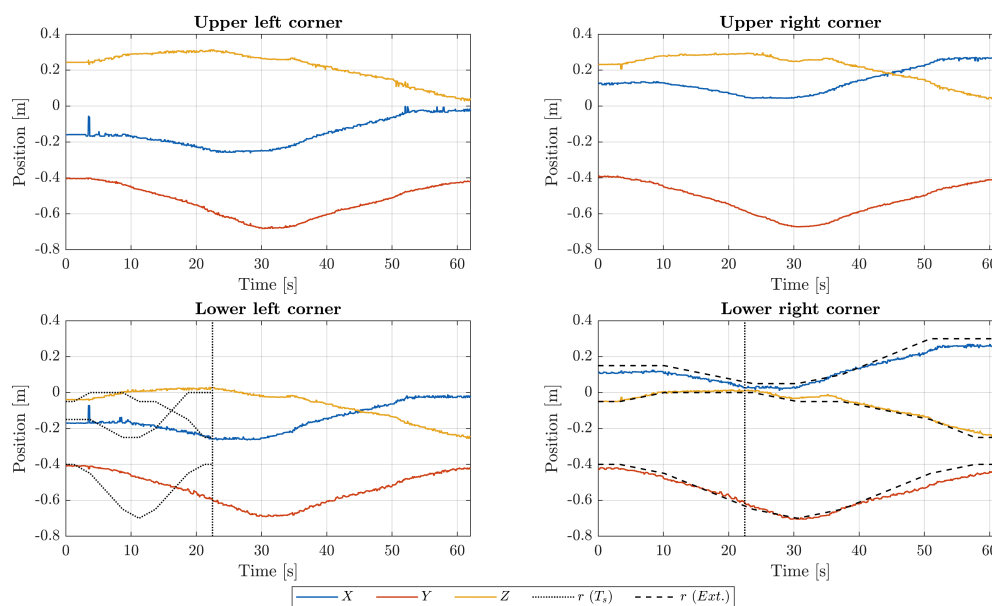 Upper left corner
Upper right corner
0.4
0.2
0
-0.2
-0.4
-0.6
-0.8
Position [m]
0 10 20 30 40 50 60
Time [s]
0.4
0.2
0
-0.2
-0.4
-0.6
-0.8
Position [m]
0 10 20 30 40 50 60
Time [s]
Lower left corner
Lower right corner
0.4
0.2
0
-0.2
-0.4
-0.6
-0.8
Position [m]
0 10 20 30 40 50 60
Time [s]
0.4
0.2
0
-0.2
-0.4
-0.6
-0.8
Position [m]
0 10 20 30 40 50 60
Time [s]
X Y Z r (T_s) r (Ext.)